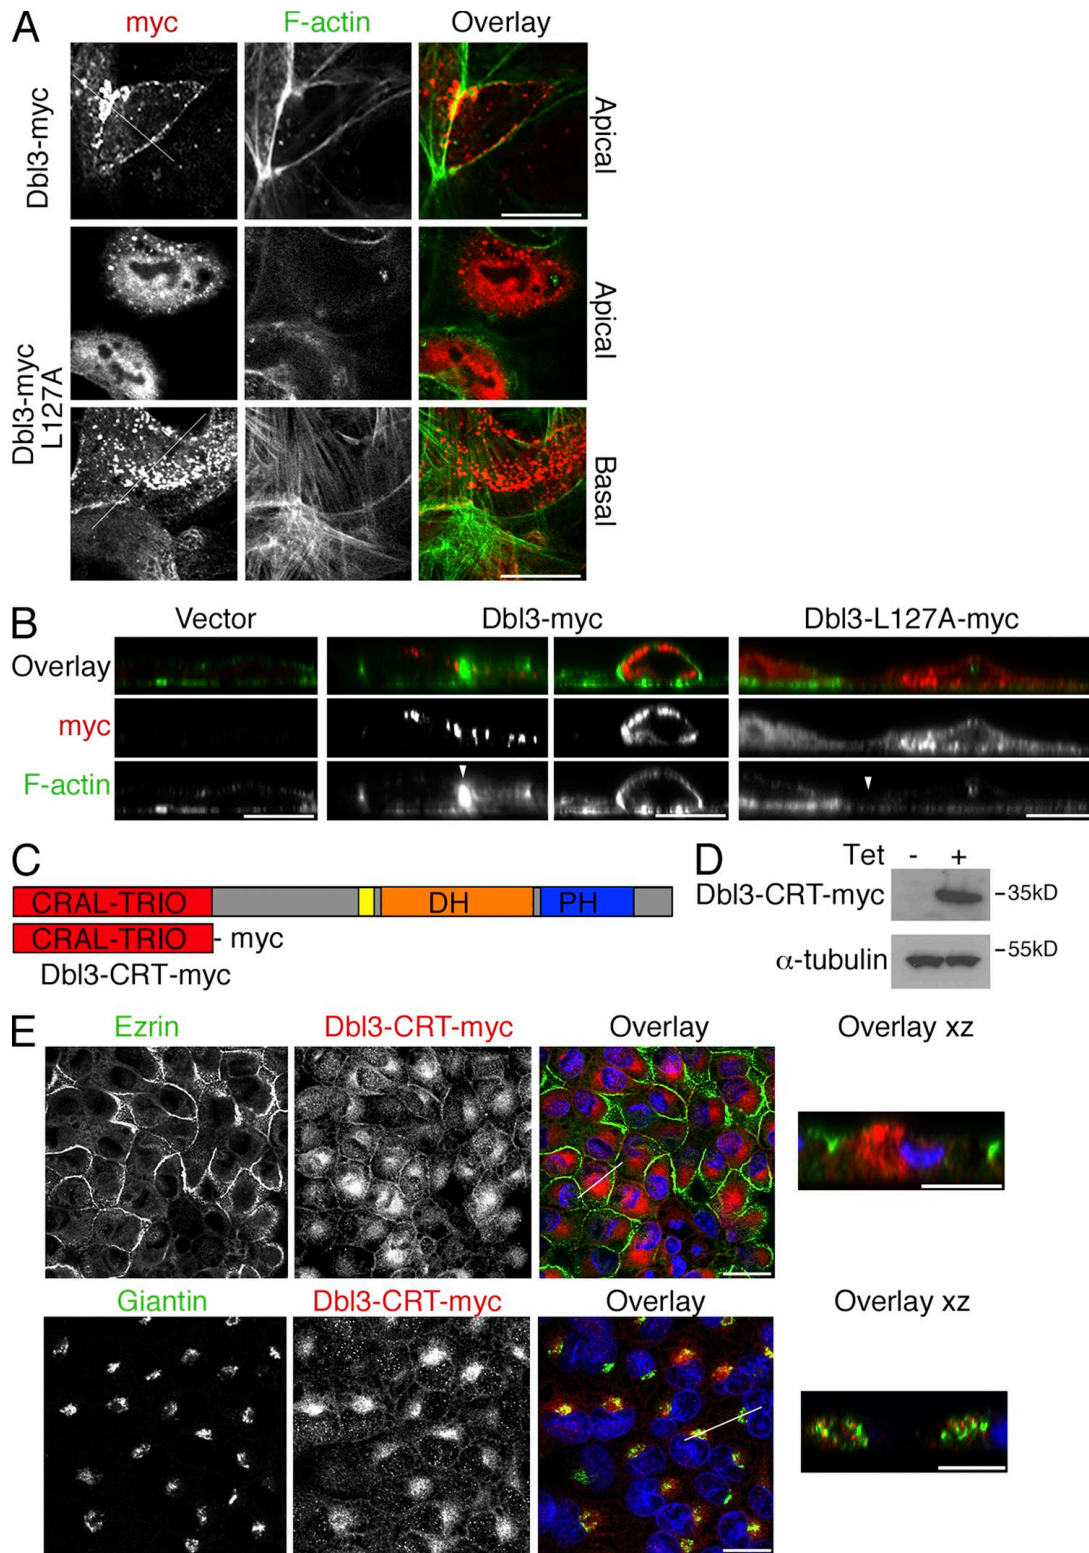 A
myc F-actin Overlay
Dbl3-myc
Apical
Dbl3-myc
L127A
Apical
Basal
B
Vector Dbl3-myc Dbl3-L127A-myc
Overlay
myc
F-actin
C
CRAL-TRIO DH PH
CRAL-TRIO - myc
Dbl3-CRT-myc
D
Tet - +
Dbl3-CRT-myc –35kD
α-tubulin –55kD
E
Ezrin Dbl3-CRT-myc Overlay Overlay xz
Giantin Dbl3-CRT-myc Overlay Overlay xz